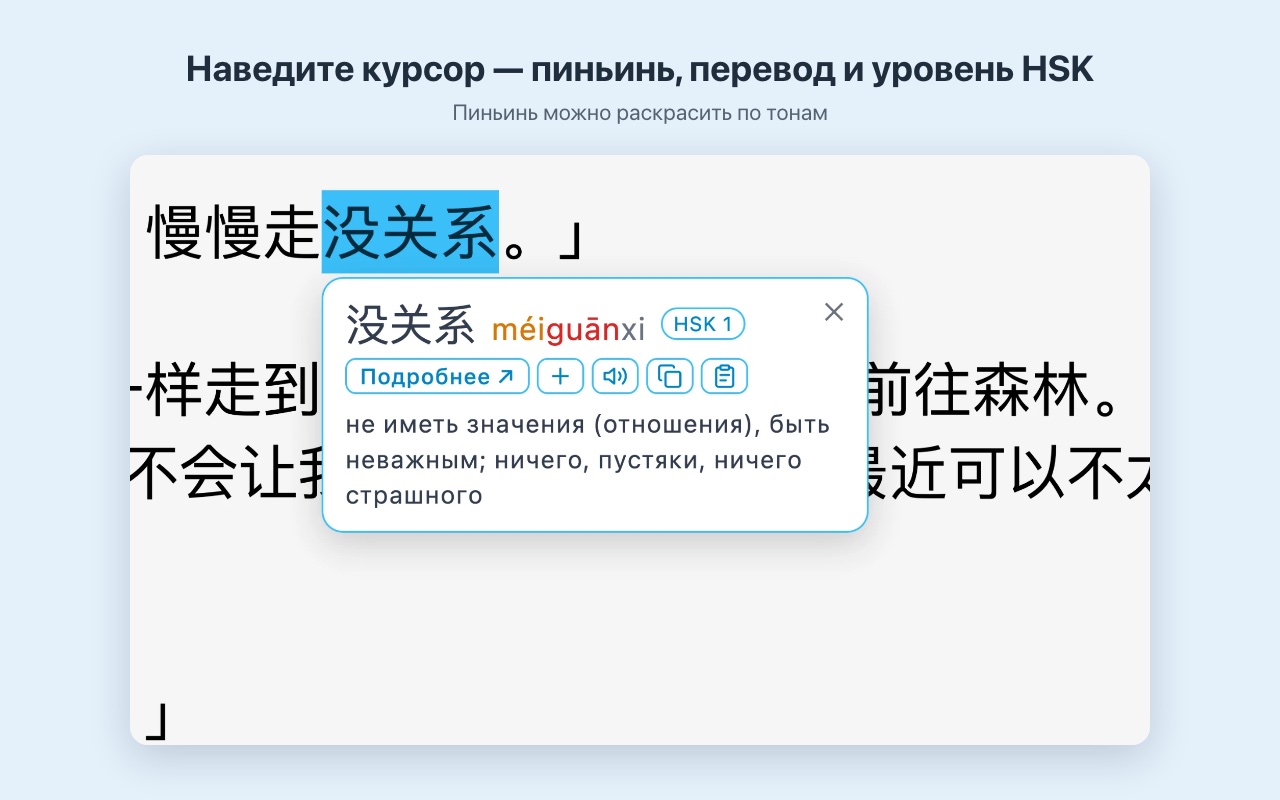 Наведите курсор — пиньинь, перевод и уровень HSK
Пиньинь можно раскрасить по тонам
慢慢走没关系。」
没关系 méiguānxi HSK 1
Подробнее
一样走到 前往森林。
не иметь значения (отношения), быть
неважным; ничего, пустяки, ничего
страшного
不会让 最近可以不
」